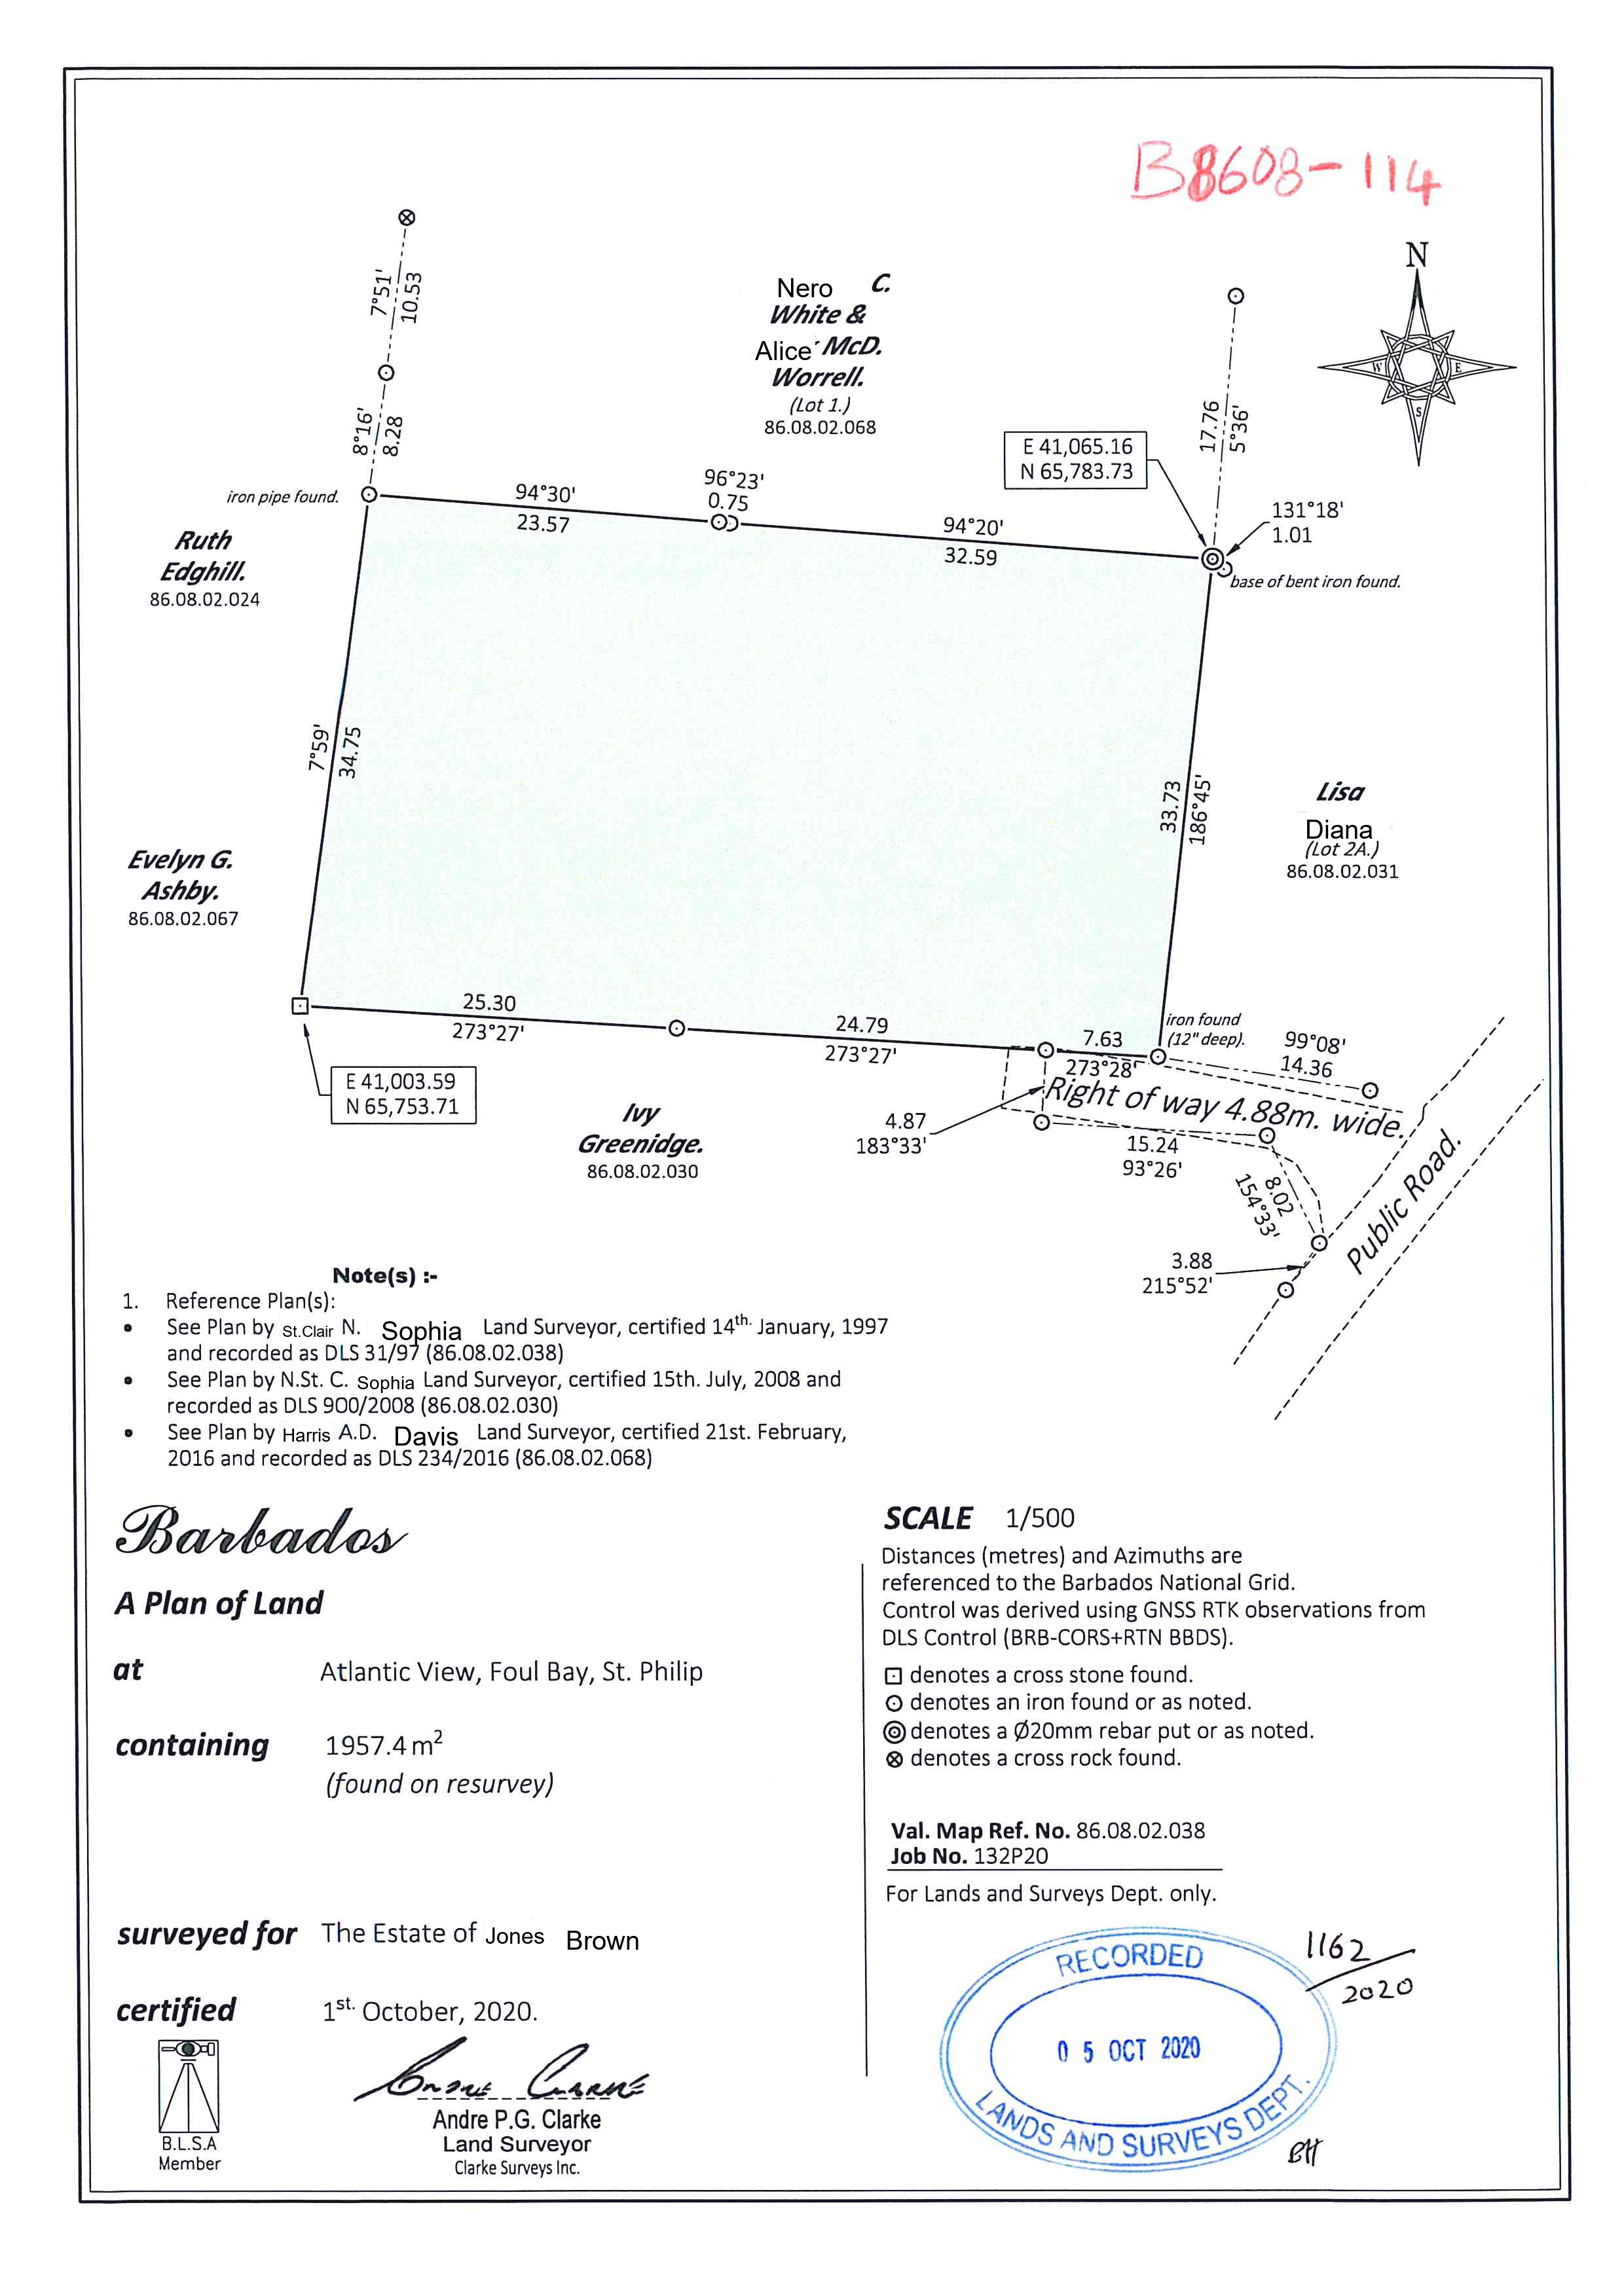 B8608-114
N
W
E
S
7°51'
10.53
Nero C.
White &
Alice McD.
Worrell.
(Lot 1.)
86.08.02.068
8°16'
8.28
17.76
5°36'
E 41,065.16
N 65,783.73
iron pipe found.
94°30'
23.57
96°23'
0.75
94°20'
32.59
131°18'
1.01
base of bent iron found.
Ruth
Edghill.
86.08.02.024
7°59'
34.75
33.73
186°45'
Lisa
Diana
(Lot 2A.)
86.08.02.031
Evelyn G.
Ashby.
86.08.02.067
25.30
273°27'
24.79
273°27'
7.63
273°28'
iron found
(12" deep).
99°08'
14.36
E 41,003.59
N 65,753.71
Ivy
Greenidge.
86.08.02.030
4.87
183°33'
Right of way 4.88m. wide.
15.24
93°26'
8.02
154°33'
3.88
215°52'
Public Road.
Note(s) :-
1. Reference Plan(s):
• See Plan by St.Clair N. Sophia Land Surveyor, certified 14th. January, 1997
and recorded as DLS 31/97 (86.08.02.038)
• See Plan by N.St. C. Sophia Land Surveyor, certified 15th. July, 2008 and
recorded as DLS 900/2008 (86.08.02.030)
• See Plan by Harris A.D. Davis Land Surveyor, certified 21st. February,
2016 and recorded as DLS 234/2016 (86.08.02.068)
Barbados
A Plan of Land
at Atlantic View, Foul Bay, St. Philip
containing 1957.4 m²
(found on resurvey)
surveyed for The Estate of Jones Brown
certified 1st. October, 2020.
B.L.S.A
Member
Andre Clarke
Andre P.G. Clarke
Land Surveyor
Clarke Surveys Inc.
SCALE 1/500
Distances (metres) and Azimuths are
referenced to the Barbados National Grid.
Control was derived using GNSS RTK observations from
DLS Control (BRB-CORS+RTN BBDS).
denotes a cross stone found.
denotes an iron found or as noted.
denotes a Ø20mm rebar put or as noted.
denotes a cross rock found.
Val. Map Ref. No. 86.08.02.038
Job No. 132P20
For Lands and Surveys Dept. only.
RECORDED
05 OCT 2020
LANDS AND SURVEYS DEPT.
1162/2020